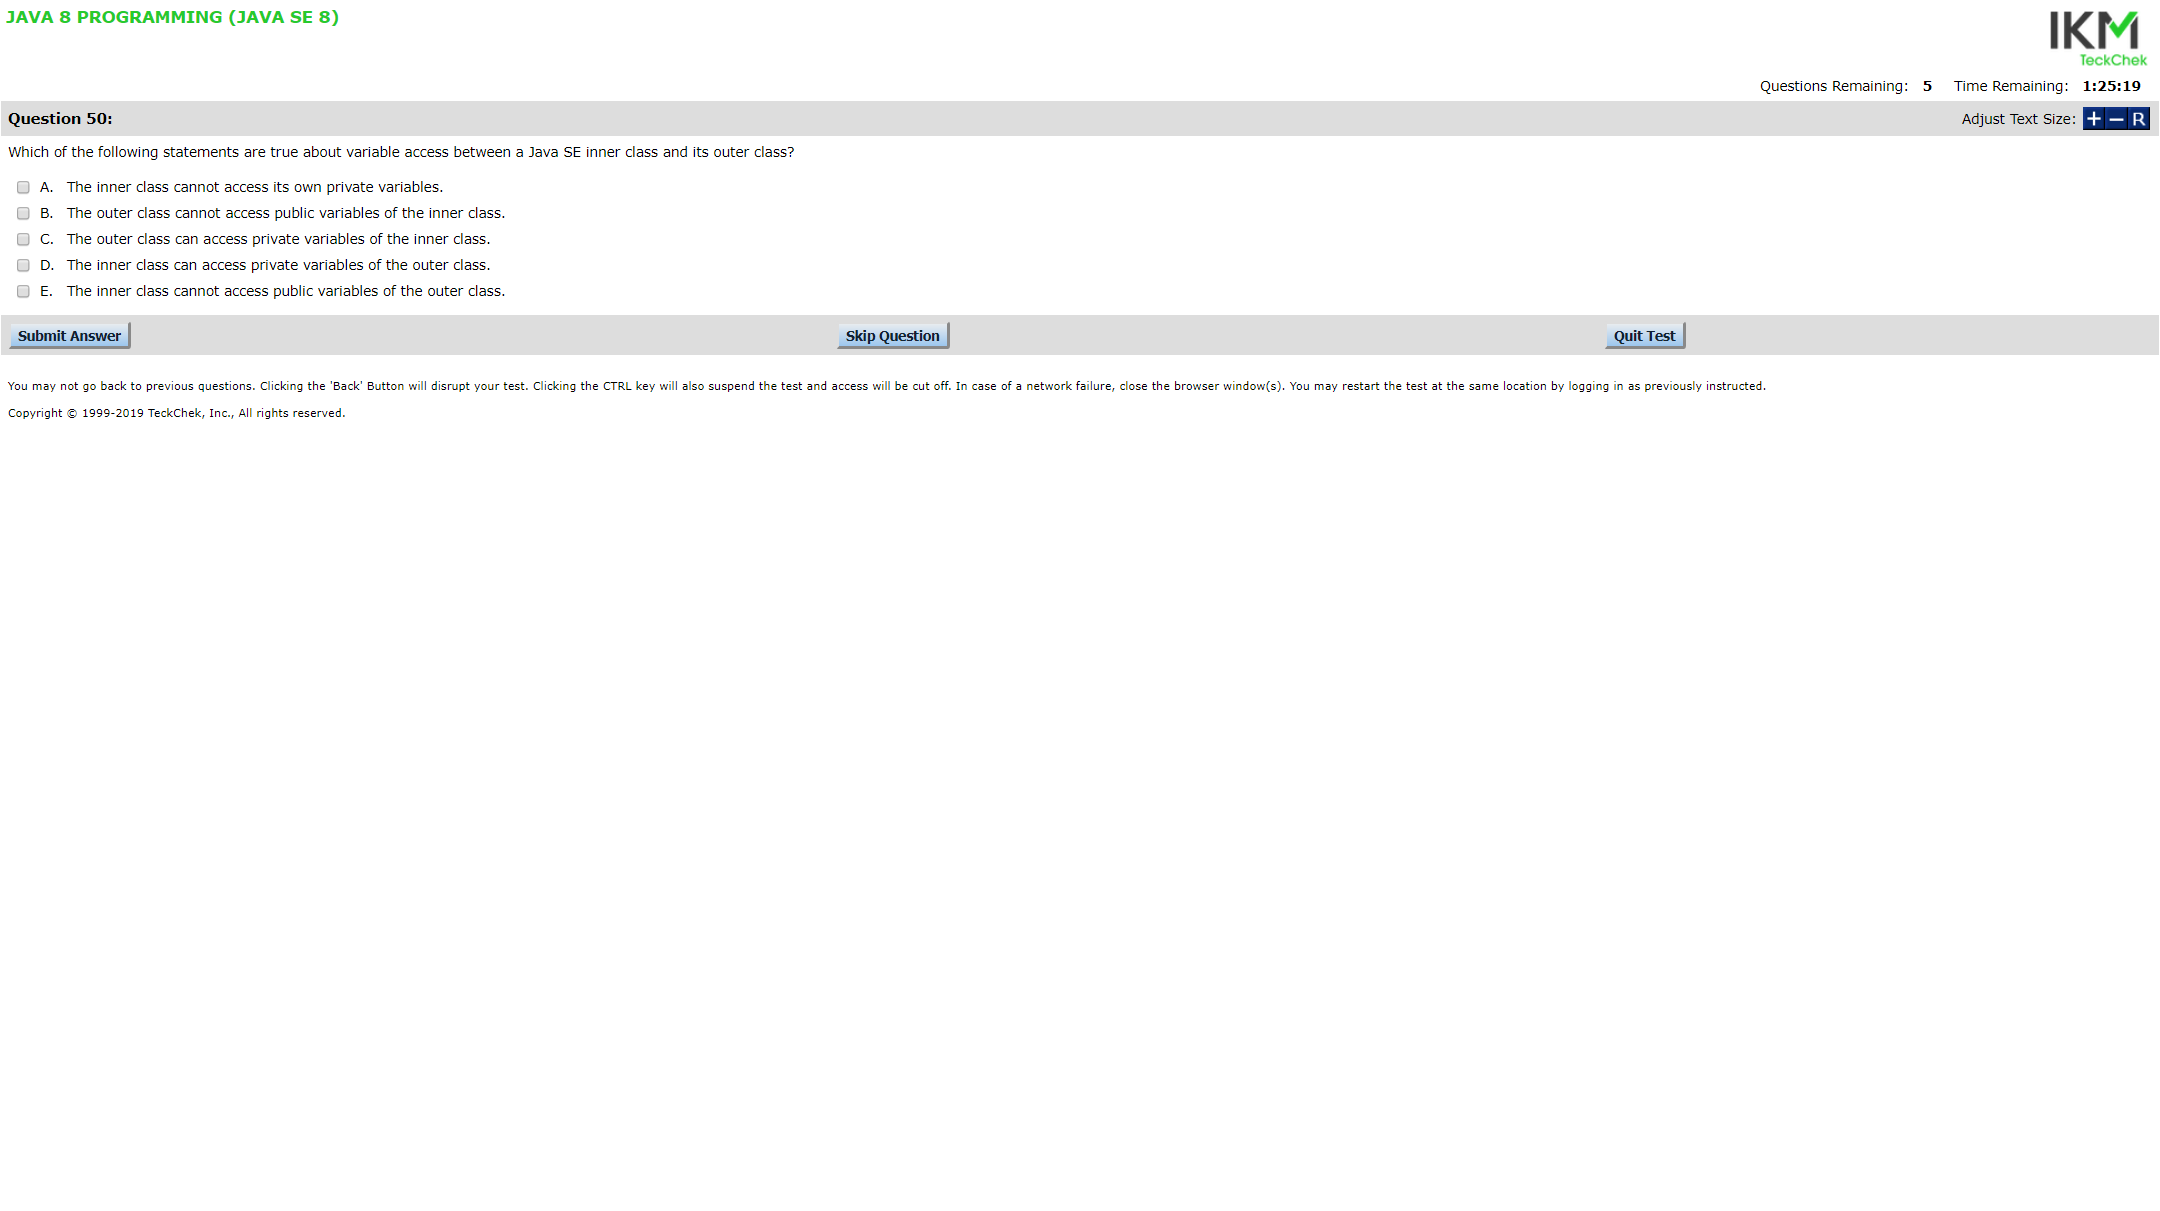 JAVA 8 PROGRAMMING (JAVA SE 8)
IKM
TeckChek
Questions Remaining: 5 Time Remaining: 1:25:19
Question 50:
Adjust Text Size: + − R
Which of the following statements are true about variable access between a Java SE inner class and its outer class?
A. The inner class cannot access its own private variables.
B. The outer class cannot access public variables of the inner class.
C. The outer class can access private variables of the inner class.
D. The inner class can access private variables of the outer class.
E. The inner class cannot access public variables of the outer class.
Submit Answer Skip Question Quit Test
You may not go back to previous questions. Clicking the 'Back' Button will disrupt your test. Clicking the CTRL key will also suspend the test and access will be cut off. In case of a network failure, close the browser window(s). You may restart the test at the same location by logging in as previously instructed.
Copyright © 1999-2019 TeckChek, Inc., All rights reserved.